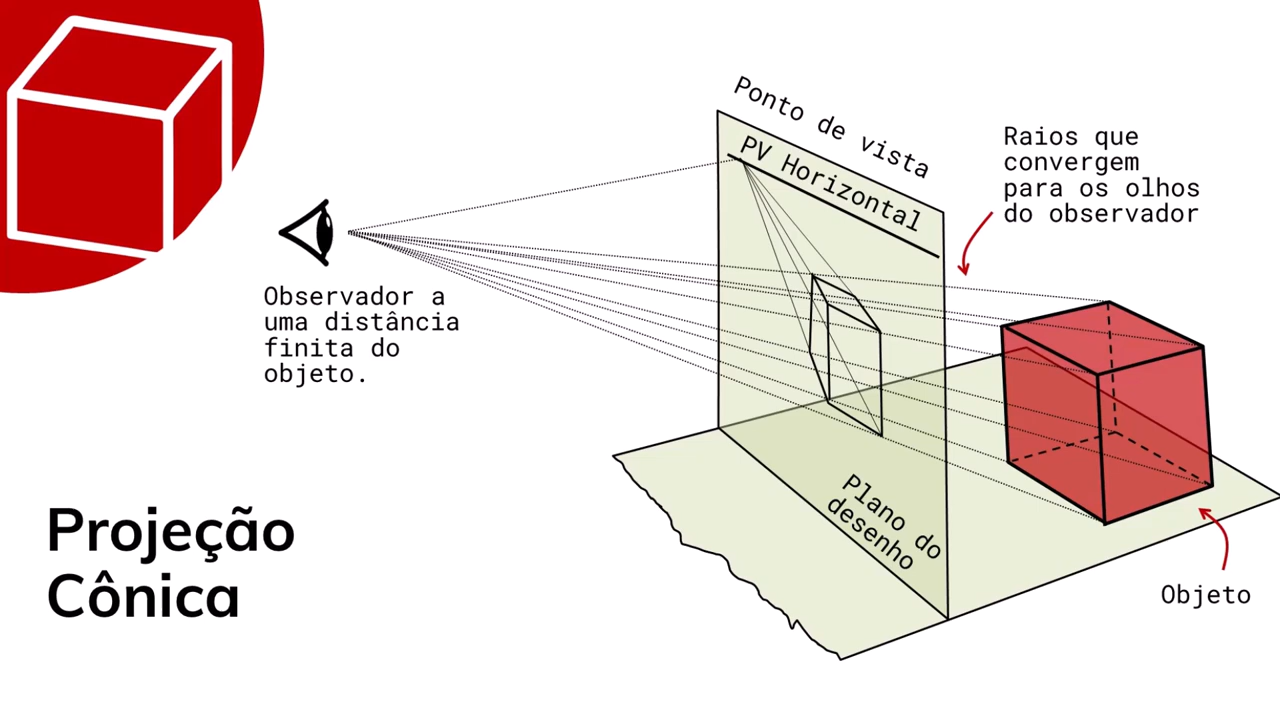 Ponto de vista
PV Horizontal
Raios que
convergem
para os olhos
do observador
Observador a
uma distância
finita do
objeto.
Plano do
desenho
Objeto
Projeção
Cônica